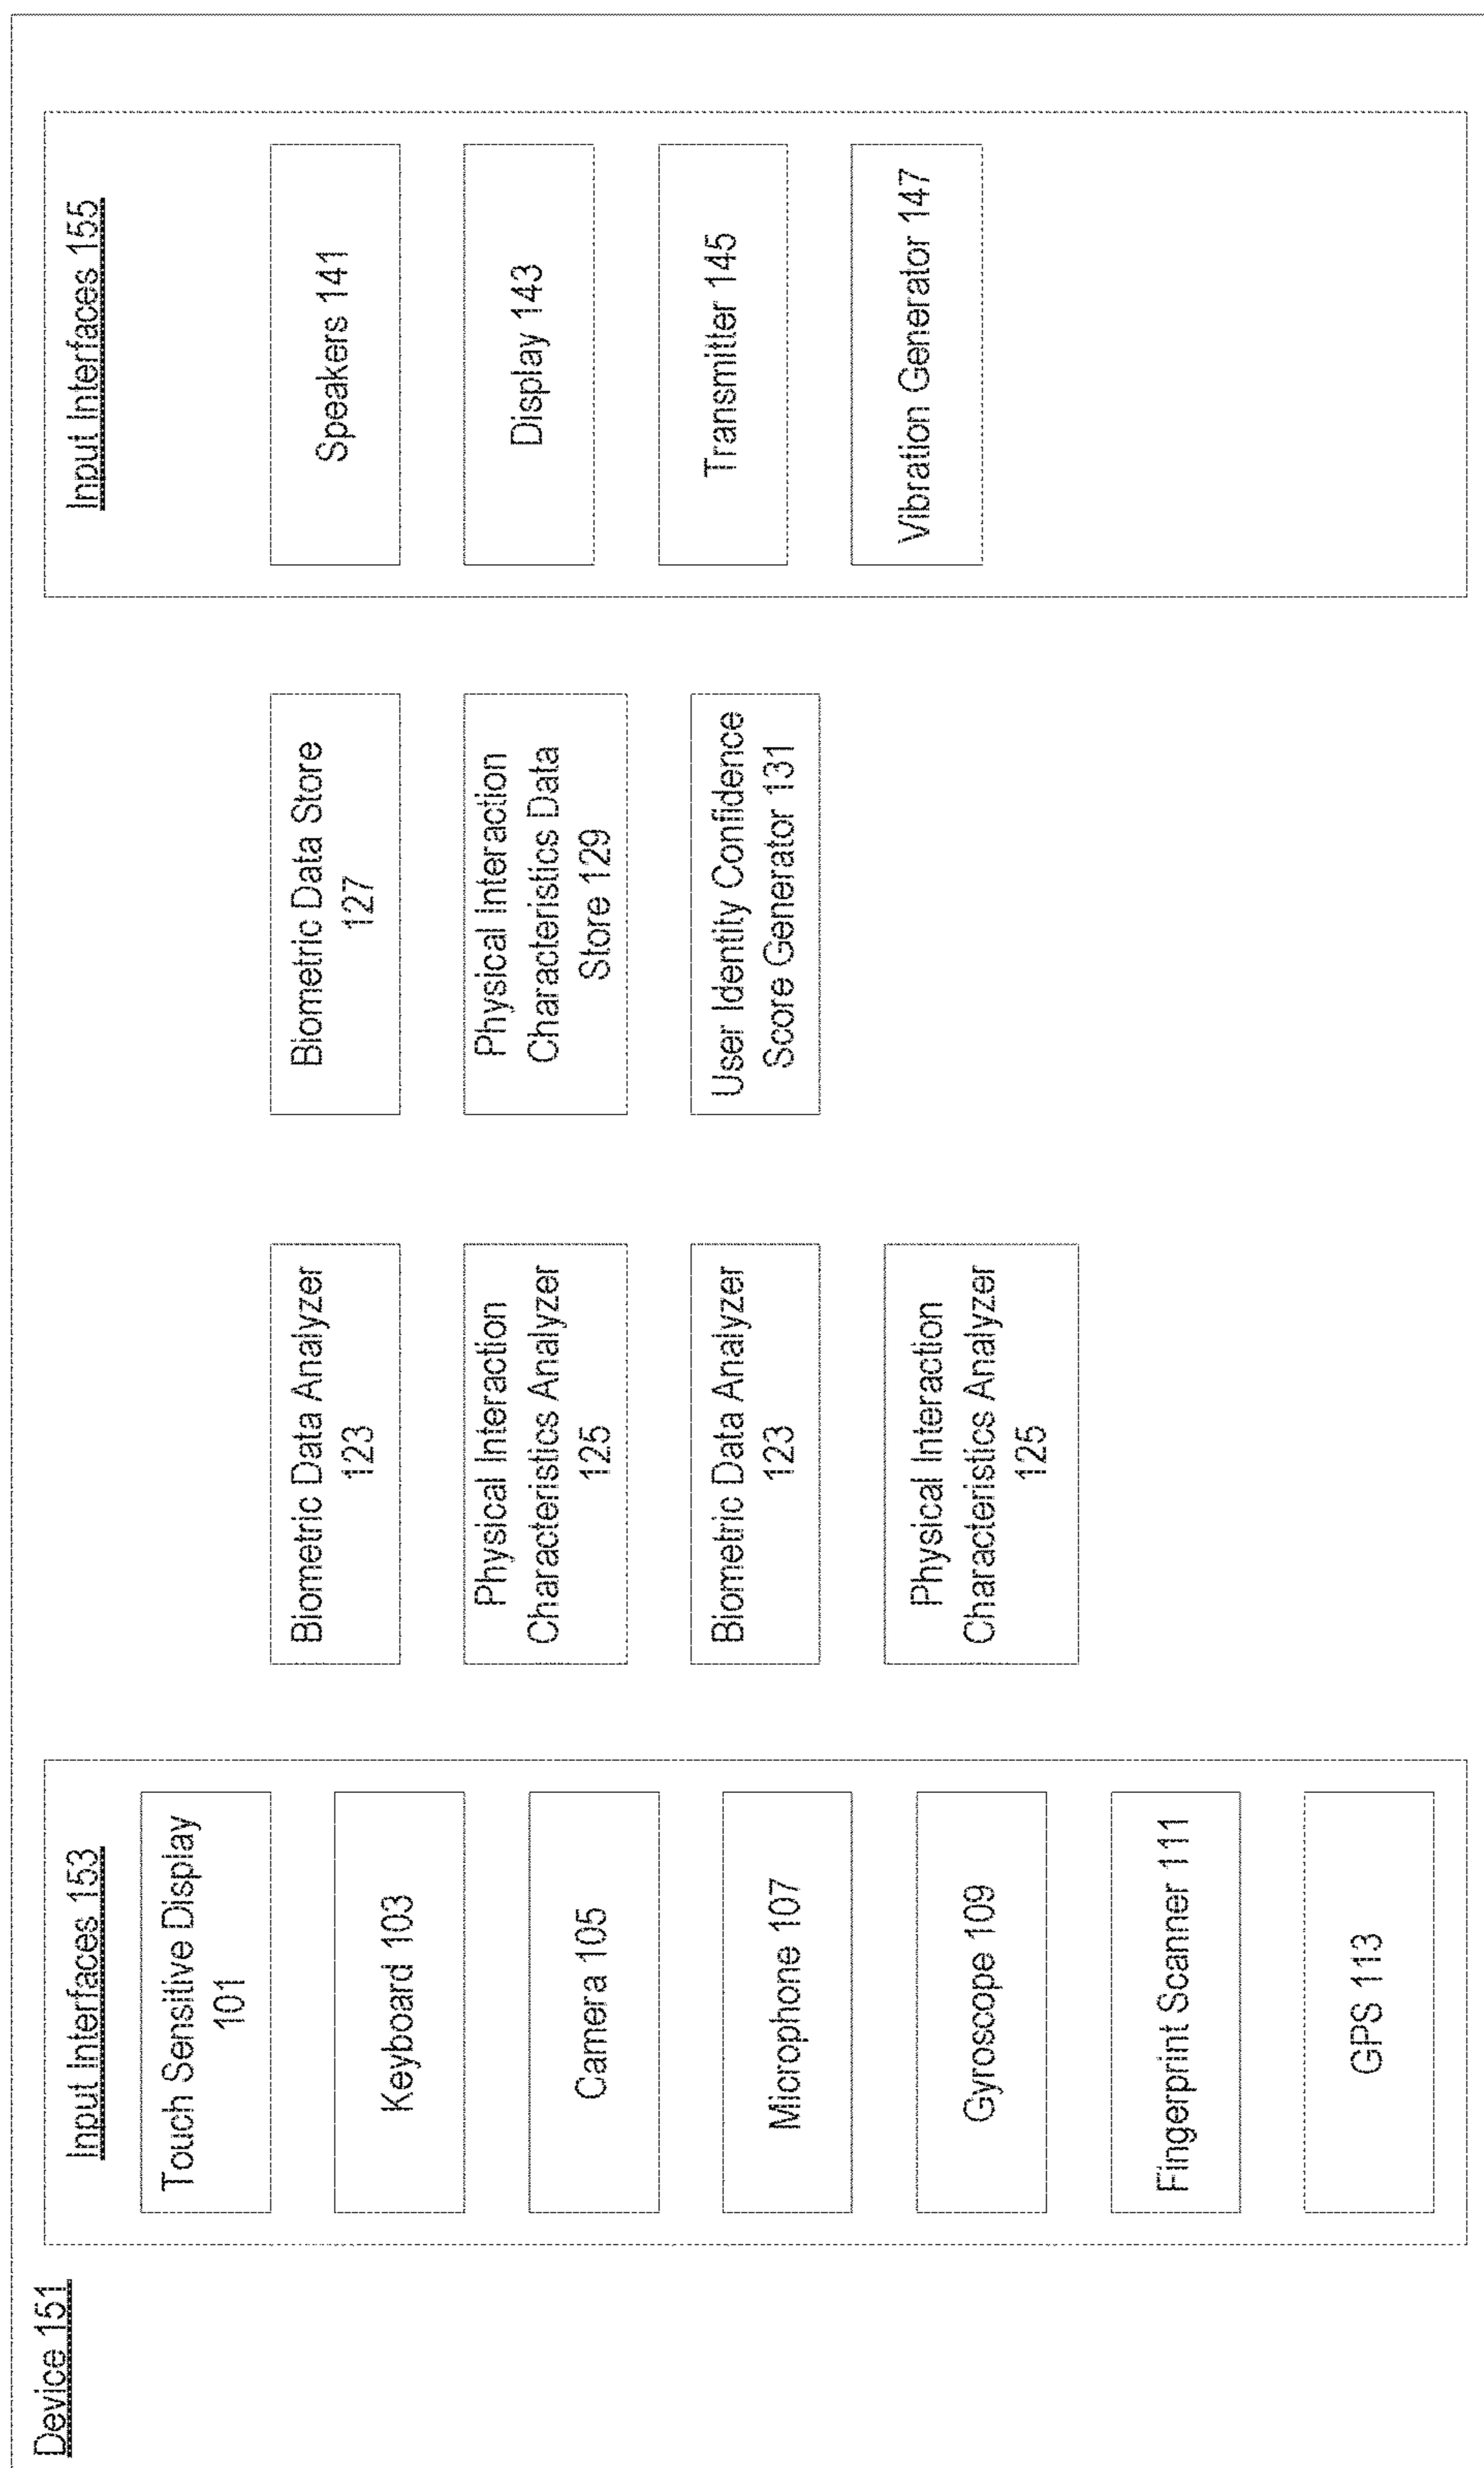 Device 151
Input Interfaces 153
Touch Sensitive Display
101
Keyboard 103
Camera 105
Microphone 107
Gyroscope 109
Fingerprint Scanner 111
GPS 113
Biometric Data Analyzer
123
Physical Interaction
Characteristics Analyzer
125
Biometric Data Analyzer
123
Physical Interaction
Characteristics Analyzer
125
Biometric Data Store
127
Physical Interaction
Characteristics Data
Store 129
User Identity Confidence
Score Generator 131
Input Interfaces 155
Speakers 141
Display 143
Transmitter 145
Vibration Generator 147